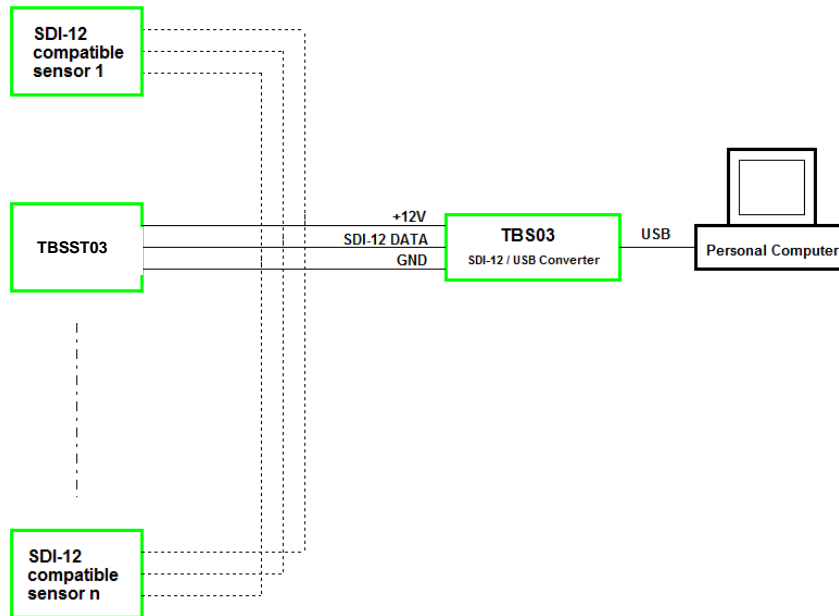 SDI-12
compatible
sensor 1
+12V
SDI-12 DATA
GND
TBSST03
TBS03
SDI-12 / USB Converter
USB
Personal Computer
SDI-12
compatible
sensor n